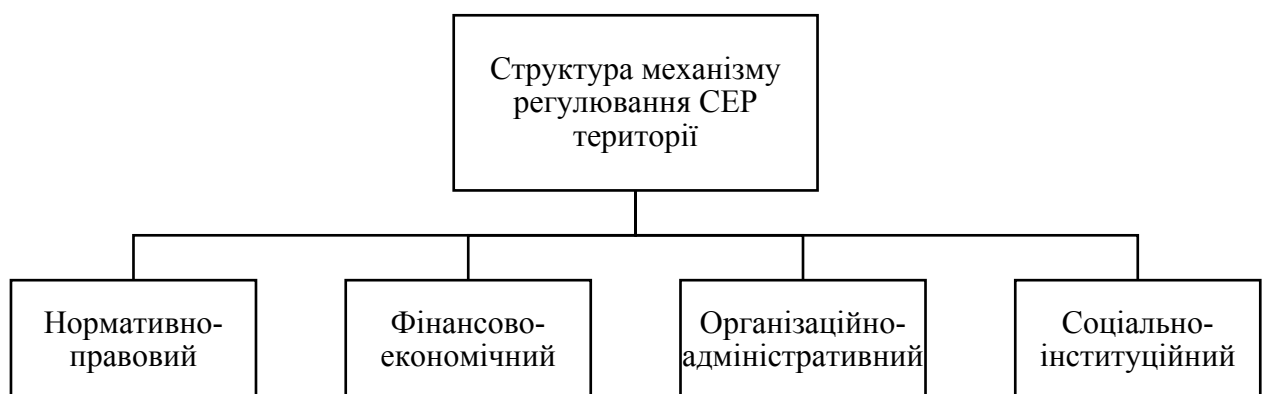 Структура механізму
регулювання СЕР
території
Нормативно-
правовий
Фінансово-
економічний
Організаційно-
адміністративний
Соціально-
інституційний